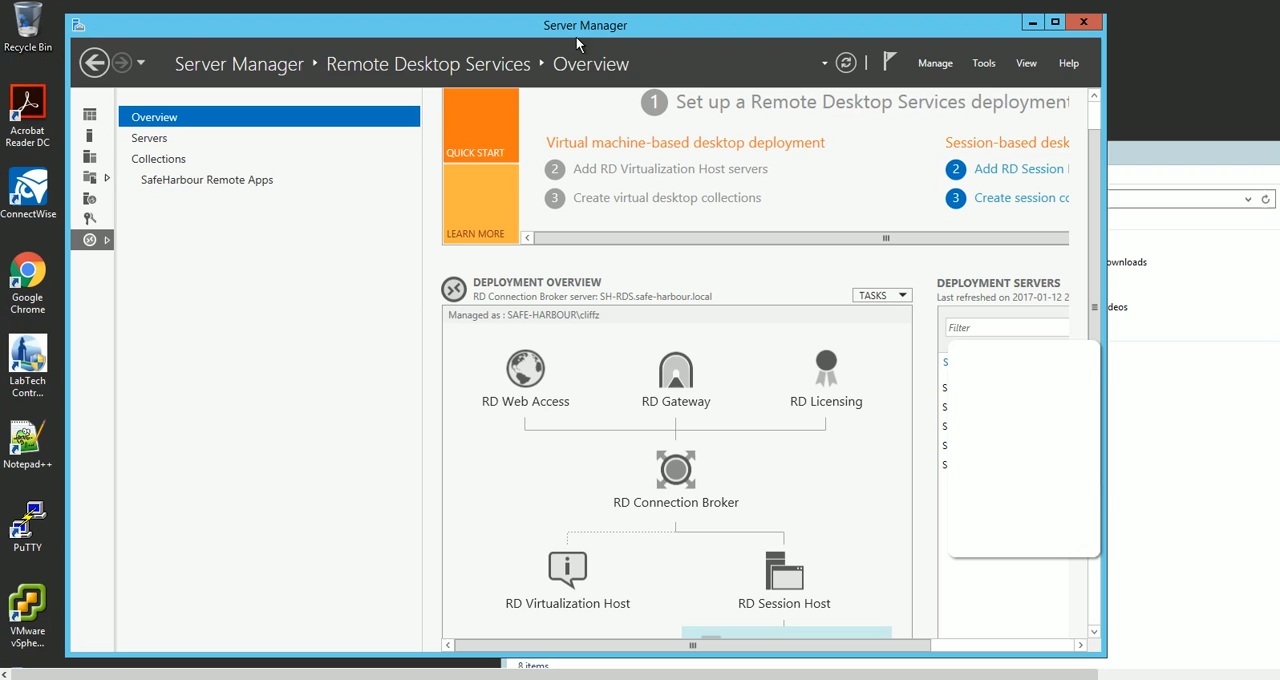 Recycle Bin
Acrobat
Reader DC
ConnectWise
Google
Chrome
LabTech
Contr...
Notepad++
PuTTY
VMware
vSphe...
Server Manager
Server Manager ‣ Remote Desktop Services ‣ Overview
Manage
Tools
View
Help
Overview
Servers
Collections
SafeHarbour Remote Apps
QUICK START
LEARN MORE
1 Set up a Remote Desktop Services deployment
Virtual machine-based desktop deployment
2 Add RD Virtualization Host servers
3 Create virtual desktop collections
Session-based desk
2 Add RD Session
3 Create session co
DEPLOYMENT OVERVIEW
RD Connection Broker server: SH-RDS.safe-harbour.local
TASKS
Managed as : SAFE-HARBOUR\cliffz
RD Web Access
RD Gateway
RD Licensing
RD Connection Broker
RD Virtualization Host
RD Session Host
DEPLOYMENT SERVERS
Last refreshed on 2017-01-12 2
Filter
S
S
S
S
S
S
ownloads
deos
8 items